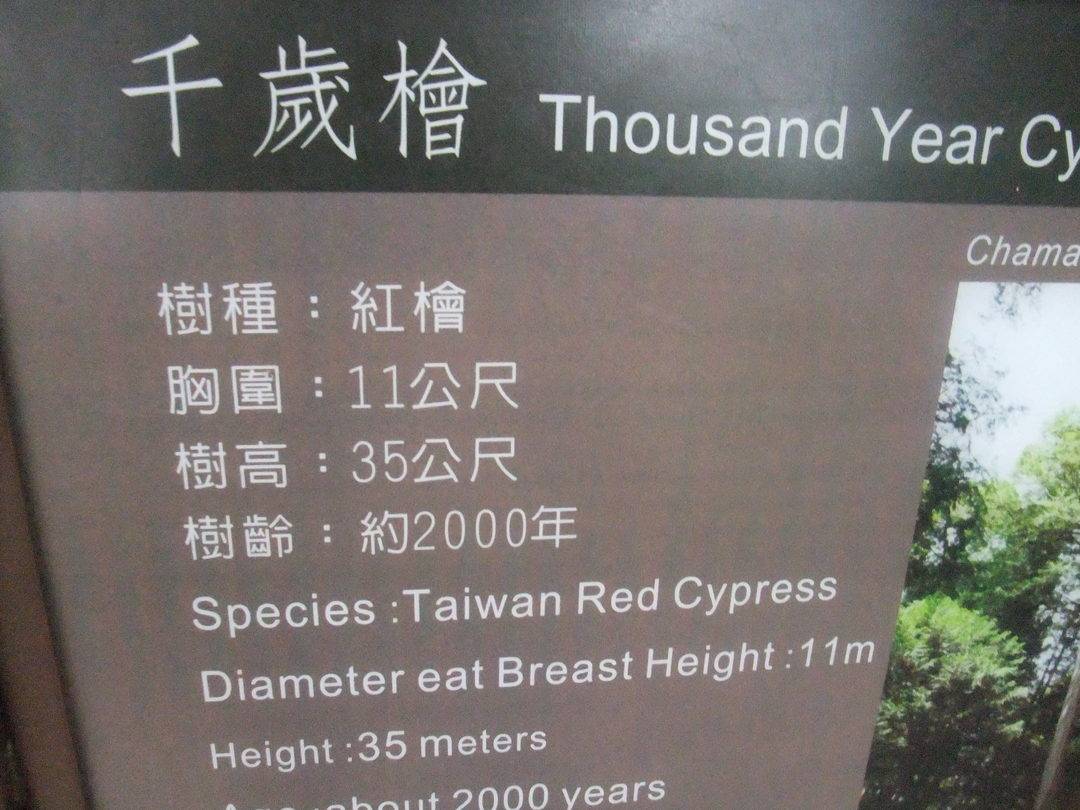 千歲檜 Thousand Year Cy
Chama
樹種：紅檜
胸圍：11公尺
樹高：35公尺
樹齡：約2000年
Species :Taiwan Red Cypress
Diameter eat Breast Height :11m
Height :35 meters
Age :about 2000 years